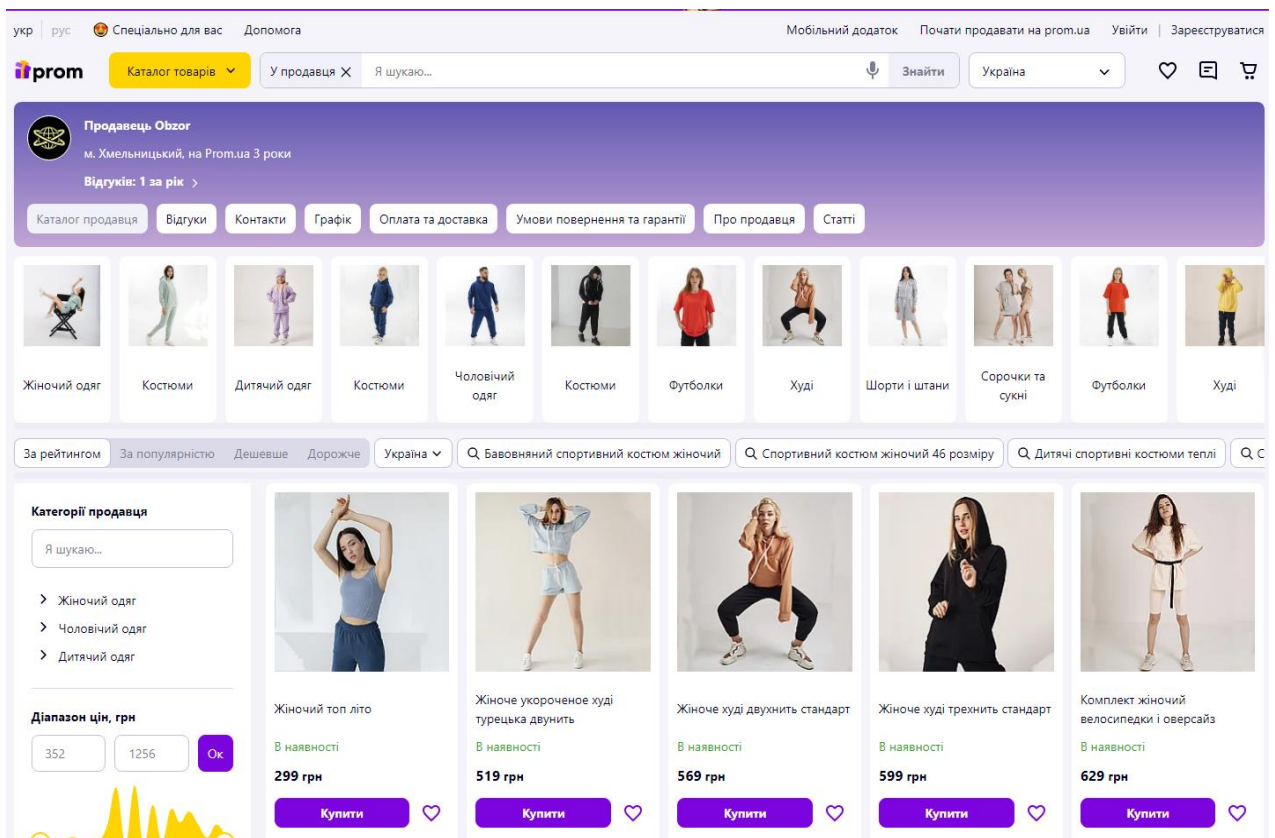 укр рус Спеціально для вас Допомога Мобільний додаток Почати продавати на prom.ua Увійти | Зареєструватися
prom Каталог товарів У продавця Я шукаю... Знайти Україна
Продавець Obzor
м. Хмельницький, на Prom.ua 3 роки
Відгуків: 1 за рік
Каталог продавця Відгуки Контакти Графік Оплата та доставка Умови повернення та гарантії Про продавця Статті
Жіночий одяг Костюми Дитячий одяг Костюми Чоловічий одяг Костюми Футболки Худі Шорти і штани Сорочки та сукні Футболки Худі
За рейтингом За популярністю Дешевше Дорожче Україна Бавовняний спортивний костюм жіночий Спортивний костюм жіночий 46 розміру Дитячі спортивні костюми теплі С
Категорії продавця
Я шукаю...
Жіночий одяг
Чоловічий одяг
Дитячий одяг
Діапазон цін, грн
352 1256 Ок
Жіночий топ літо
В наявності
299 грн
Купити
Жіноче укороченое худі
турецька двунить
В наявності
519 грн
Купити
Жіноче худі двухнить стандарт
В наявності
569 грн
Купити
Жіноче худі трехнить стандарт
В наявності
599 грн
Купити
Комплект жіночий
велосипедки і оверсайз
В наявності
629 грн
Купити